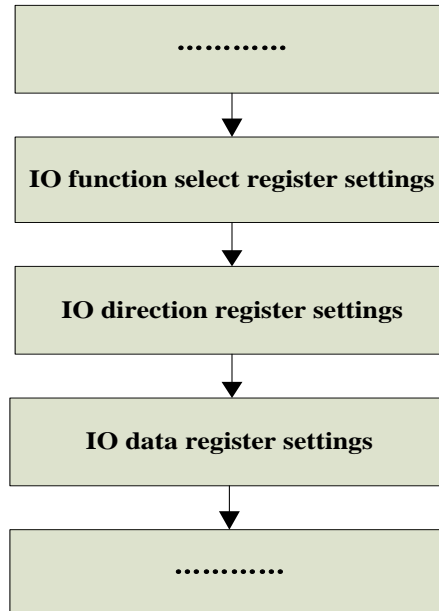 …………
IO function select register settings
IO direction register settings
IO data register settings
…………